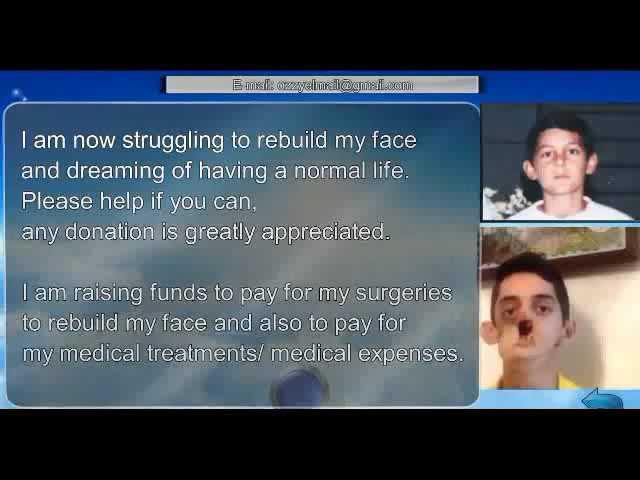 E-mail: ozzyelmail@gmail.com
I am now struggling to rebuild my face
and dreaming of having a normal life.
Please help if you can,
any donation is greatly appreciated.
I am raising funds to pay for my surgeries
to rebuild my face and also to pay for
my medical treatments/ medical expenses.